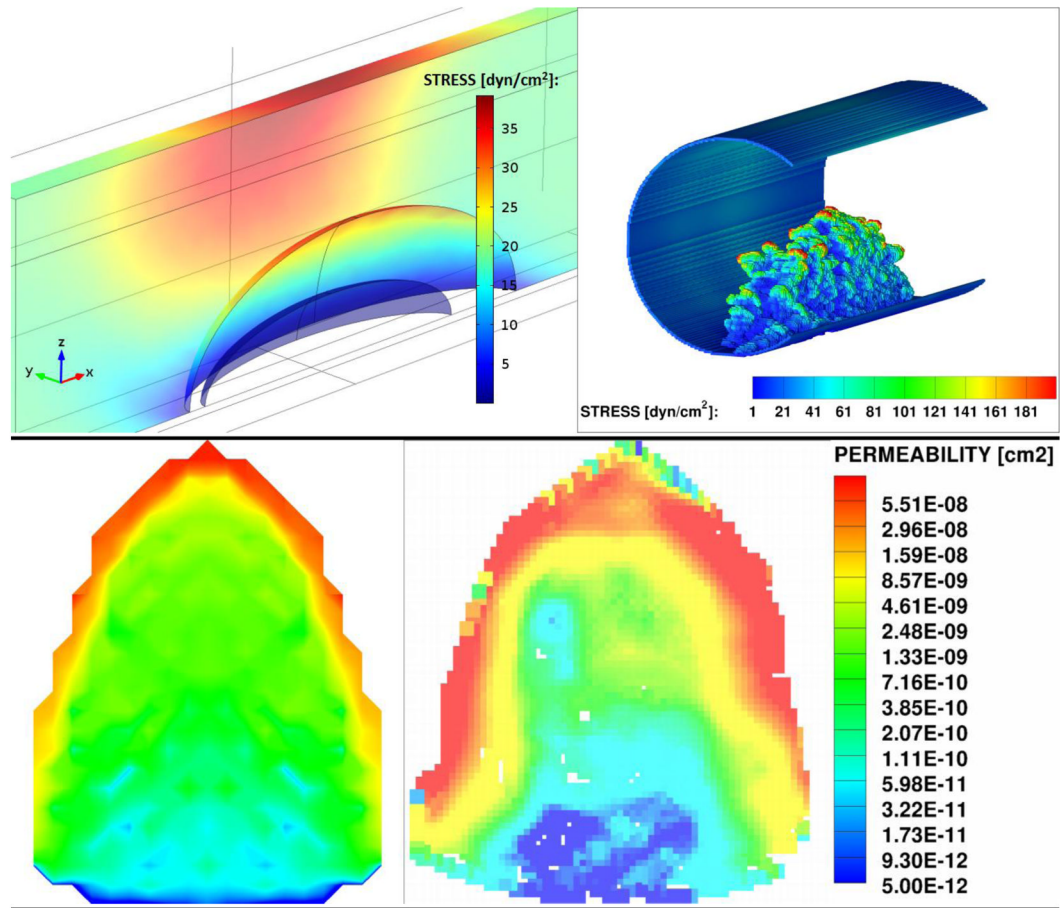 STRESS [dyn/cm²]:
35
30
25
20
15
10
5
z
y
x
STRESS [dyn/cm²]:
1 21 41 61 81 101 121 141 161 181
PERMEABILITY [cm2]
5.51E-08
2.96E-08
1.59E-08
8.57E-09
4.61E-09
2.48E-09
1.33E-09
7.16E-10
3.85E-10
2.07E-10
1.11E-10
5.98E-11
3.22E-11
1.73E-11
9.30E-12
5.00E-12